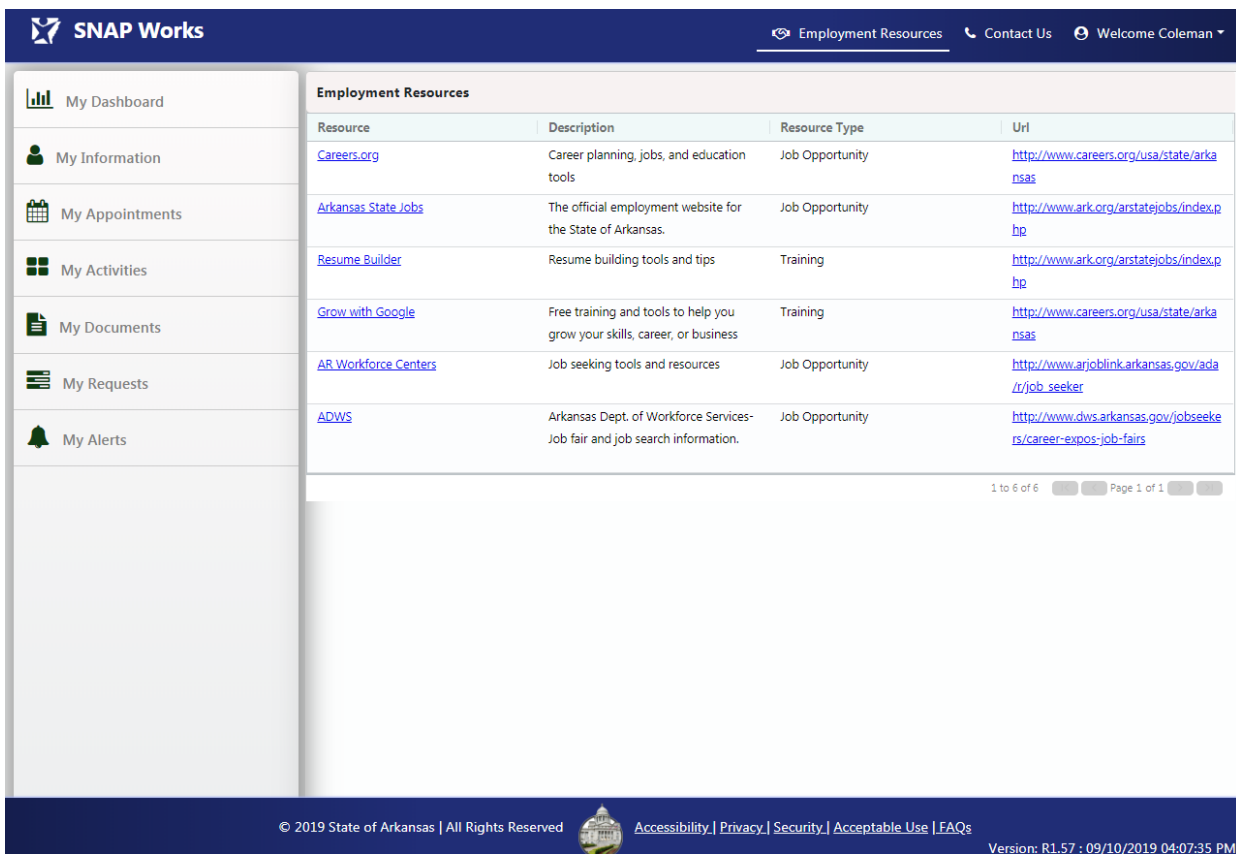 SNAP Works
Employment Resources
Contact Us
Welcome Coleman
My Dashboard
My Information
My Appointments
My Activities
My Documents
My Requests
My Alerts
Employment Resources
Resource Description Resource Type Url
Careers.org Career planning, jobs, and education Job Opportunity http://www.careers.org/usa/state/arka
tools nsas
Arkansas State Jobs The official employment website for Job Opportunity http://www.ark.org/arstatejobs/index.p
the State of Arkansas. hp
Resume Builder Resume building tools and tips Training http://www.ark.org/arstatejobs/index.p
hp
Grow with Google Free training and tools to help you Training http://www.careers.org/usa/state/arka
grow your skills, career, or business nsas
AR Workforce Centers Job seeking tools and resources Job Opportunity http://www.arjoblink.arkansas.gov/ada
/r/job_seeker
ADWS Arkansas Dept. of Workforce Services- Job Opportunity http://www.dws.arkansas.gov/jobseeke
Job fair and job search information. rs/career-expos-job-fairs
1 to 6 of 6 Page 1 of 1
© 2019 State of Arkansas | All Rights Reserved Accessibility | Privacy | Security | Acceptable Use | FAQs
Version: R1.57 : 09/10/2019 04:07:35 PM